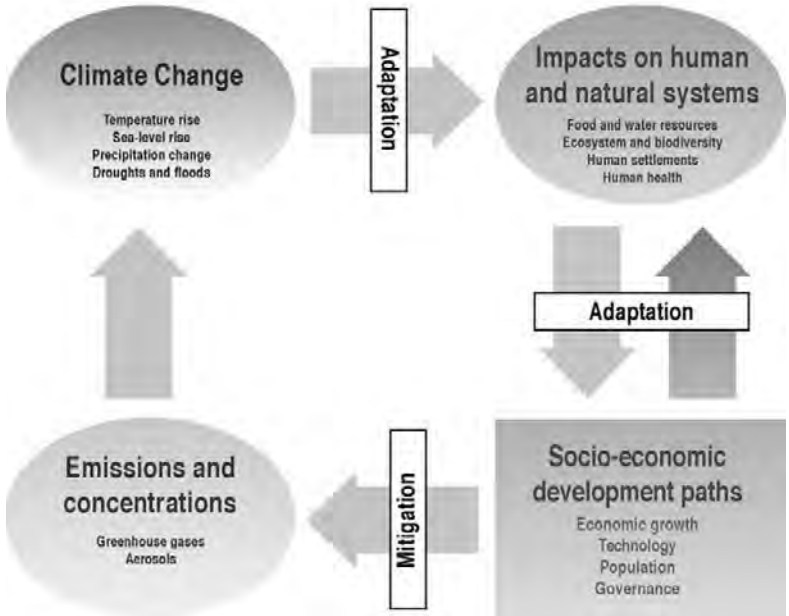 Climate Change
Temperature rise
Sea-level rise
Precipitation change
Droughts and floods
Adaptation
Impacts on human
and natural systems
Food and water resources
Ecosystem and biodiversity
Human settlements
Human health
Adaptation
Emissions and
concentrations
Greenhouse gases
Aerosols
Mitigation
Socio-economic
development paths
Economic growth
Technology
Population
Governance